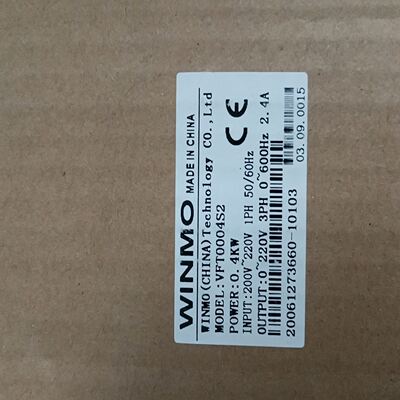 WINMO MADE IN CHINA
WINMO(CHINA)Technology CO.,Ltd
MODEL:VFT0004S2
POWER:0.4KW
INPUT:200V~220V 1PH 50/60Hz
OUTPUT:0~220V 3PH 0~600Hz 2.4A
20061273660-10103
CE
03.09.0015